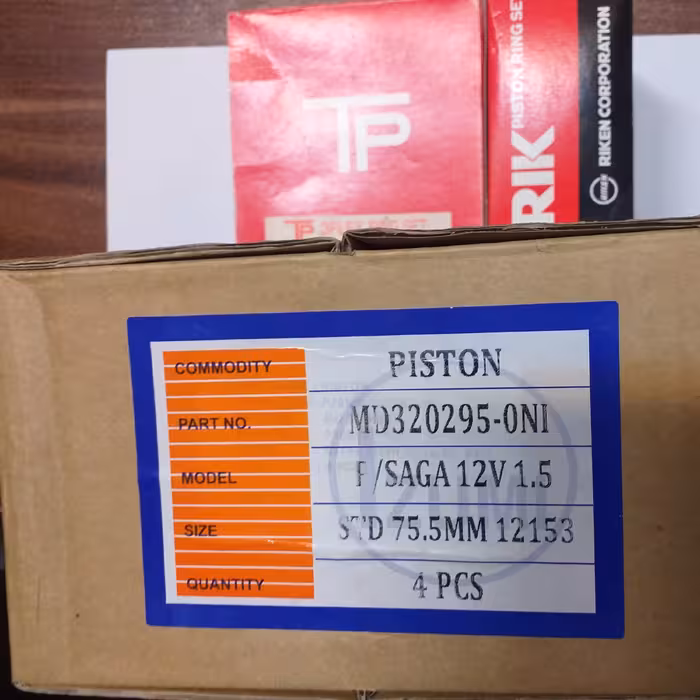 TP
TP
RIK PISTON RING SET
RIKEN CORPORATION
COMMODITY PISTON
PART NO. MD320295-0NI
MODEL F/SAGA 12V 1.5
SIZE STD 75.5MM 12153
QUANTITY 4 PCS